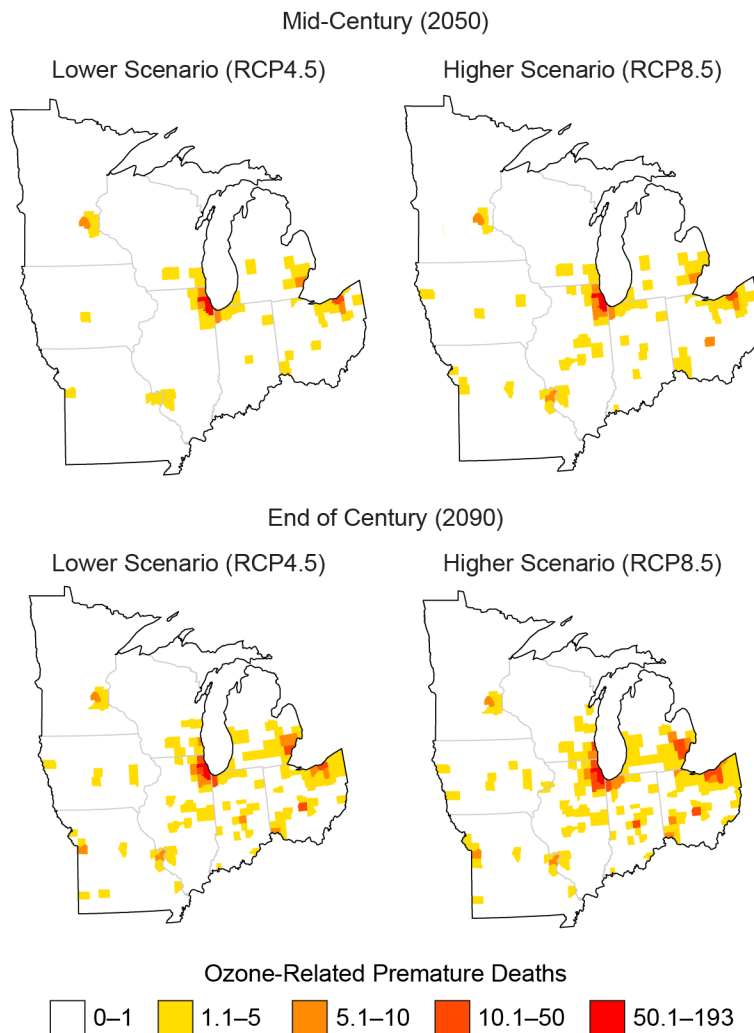 Mid-Century (2050)
Lower Scenario (RCP4.5)
Higher Scenario (RCP8.5)
End of Century (2090)
Lower Scenario (RCP4.5)
Higher Scenario (RCP8.5)
Ozone-Related Premature Deaths
0–1
1.1–5
5.1–10
10.1–50
50.1–193